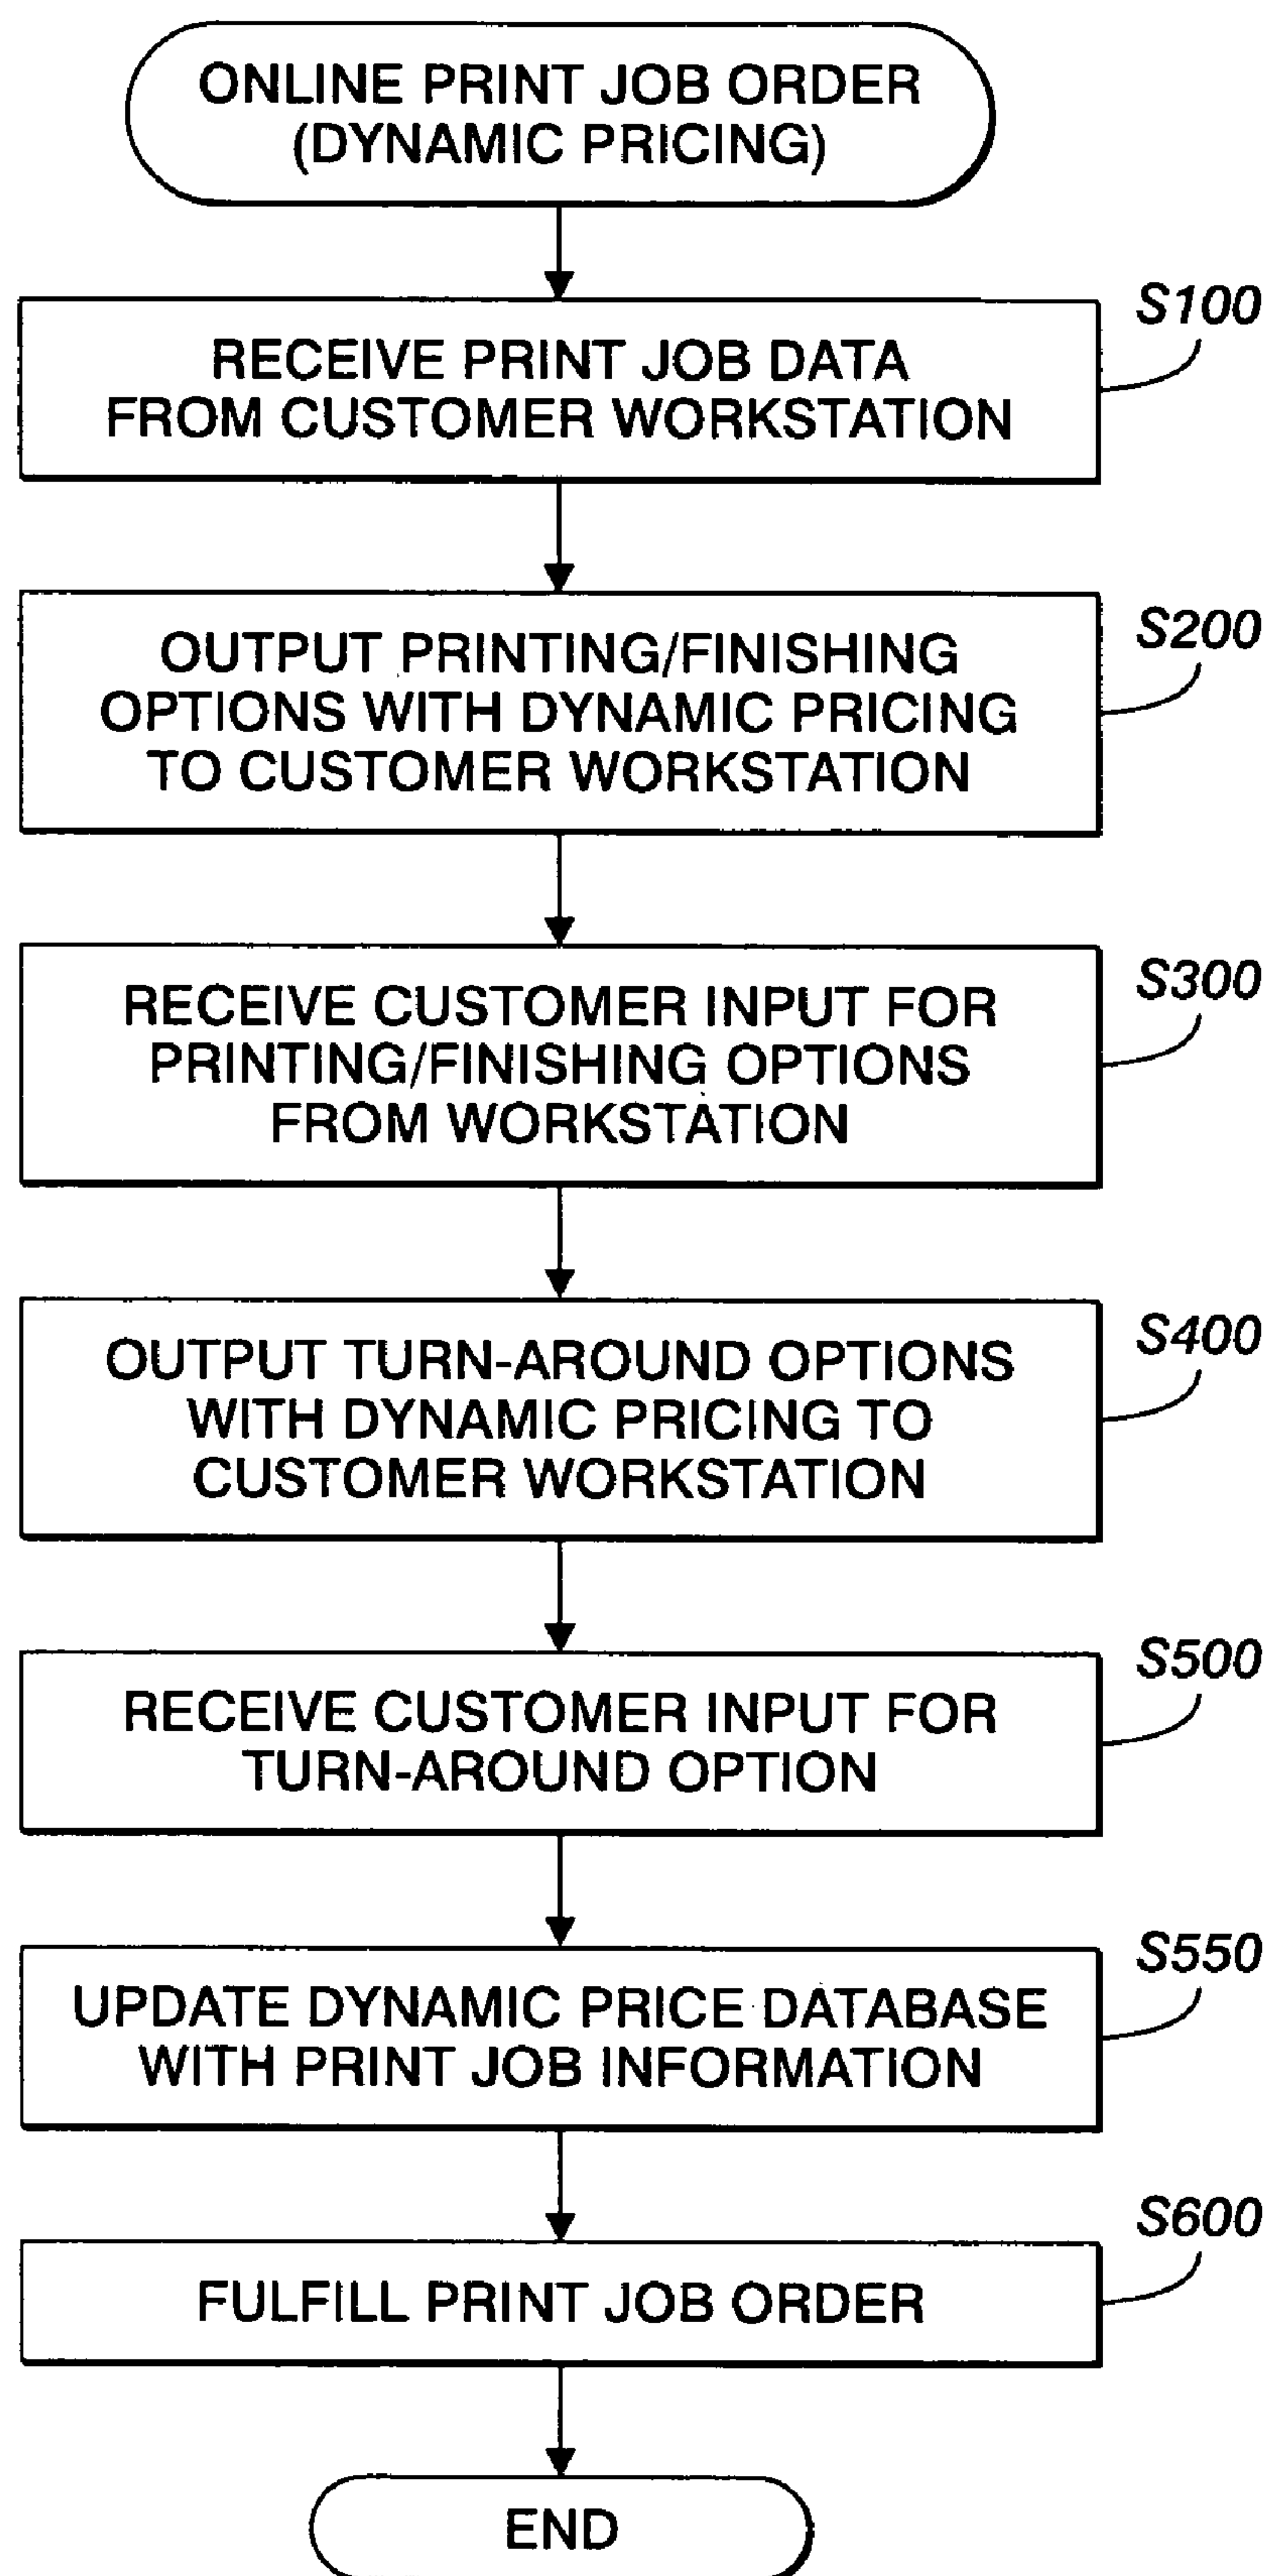 ONLINE PRINT JOB ORDER
(DYNAMIC PRICING)
S100
RECEIVE PRINT JOB DATA
FROM CUSTOMER WORKSTATION
S200
OUTPUT PRINTING/FINISHING
OPTIONS WITH DYNAMIC PRICING
TO CUSTOMER WORKSTATION
S300
RECEIVE CUSTOMER INPUT FOR
PRINTING/FINISHING OPTIONS
FROM WORKSTATION
S400
OUTPUT TURN-AROUND OPTIONS
WITH DYNAMIC PRICING TO
CUSTOMER WORKSTATION
S500
RECEIVE CUSTOMER INPUT FOR
TURN-AROUND OPTION
S550
UPDATE DYNAMIC PRICE DATABASE
WITH PRINT JOB INFORMATION
S600
FULFILL PRINT JOB ORDER
END